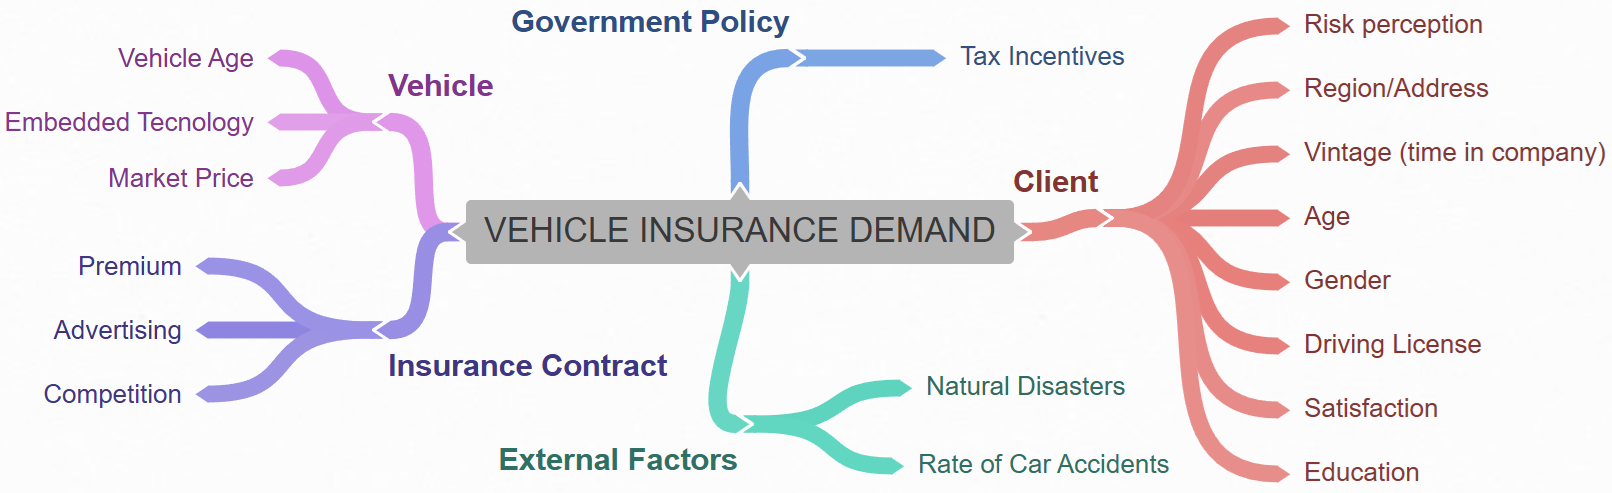 Government Policy
Tax Incentives
Vehicle
Vehicle Age
Embedded Tecnology
Market Price
VEHICLE INSURANCE DEMAND
Client
Risk perception
Region/Address
Vintage (time in company)
Age
Gender
Driving License
Satisfaction
Education
Insurance Contract
Premium
Advertising
Competition
External Factors
Natural Disasters
Rate of Car Accidents